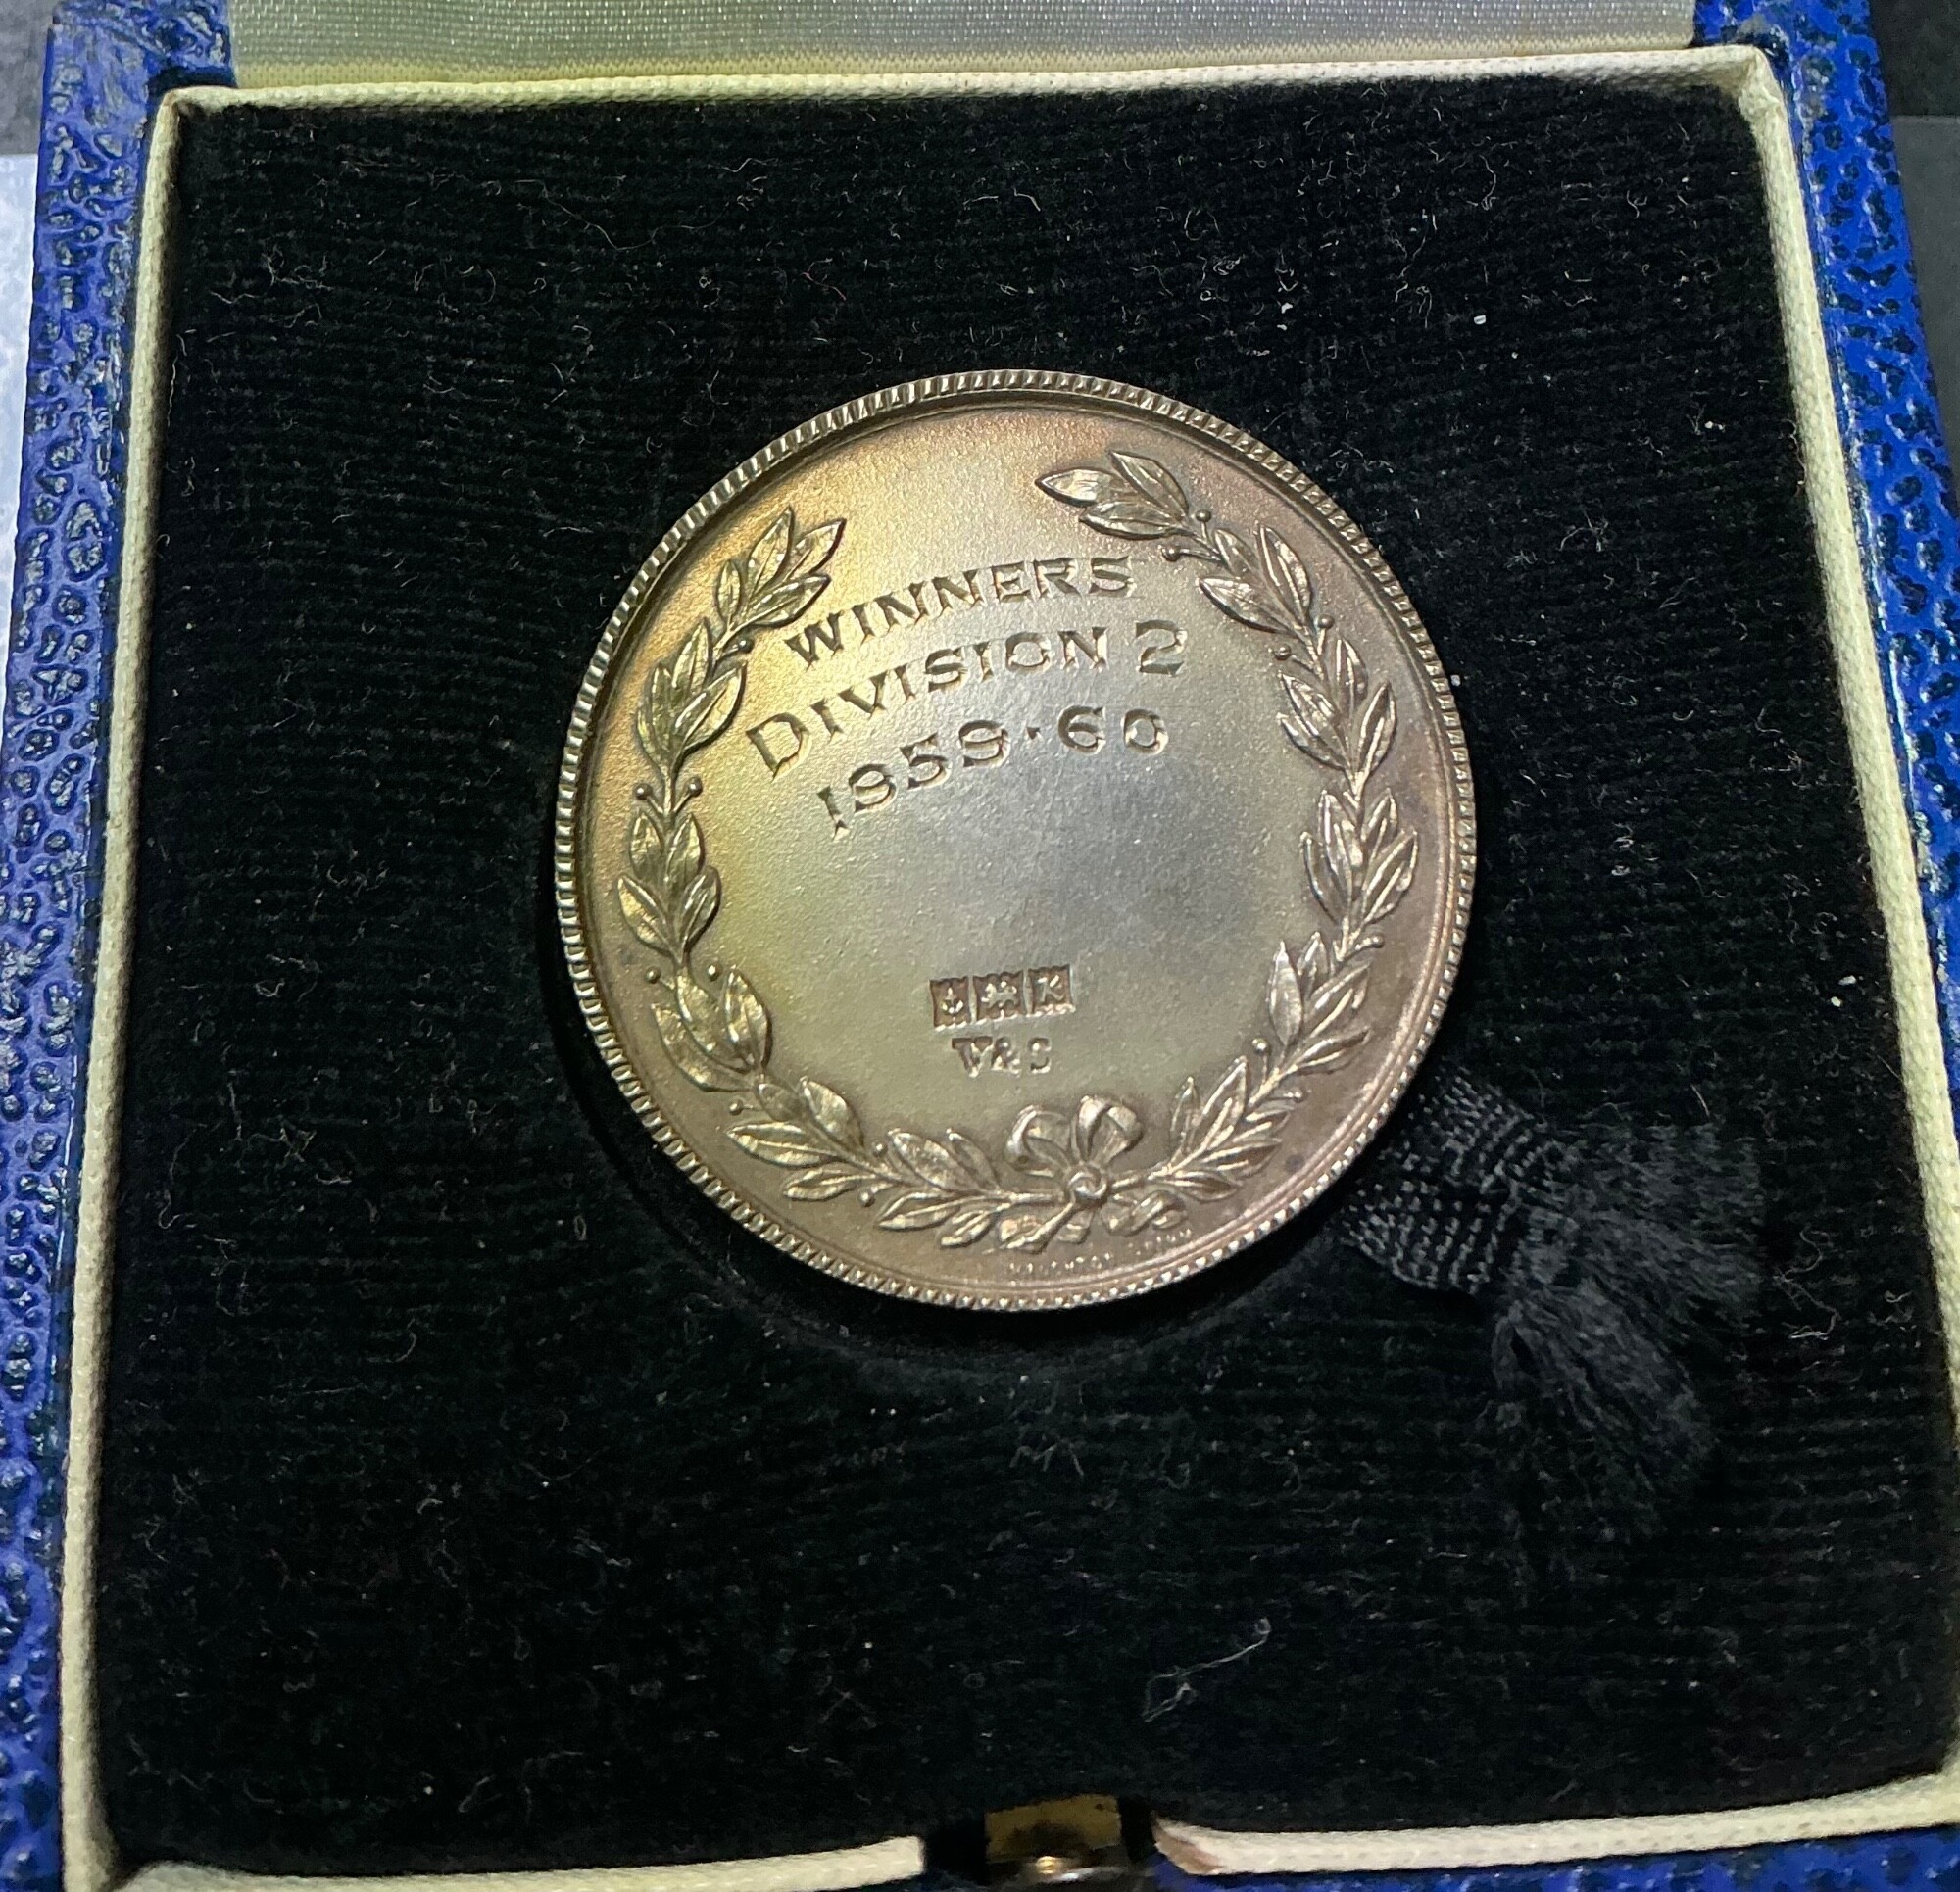 WINNERS
DIVISION 2
1959·60
K
V&S